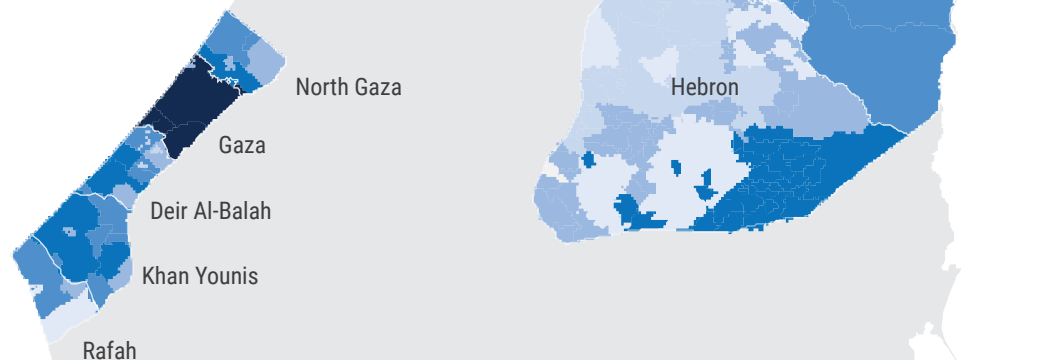 North Gaza
Hebron
Gaza
Deir Al-Balah
Khan Younis
Rafah